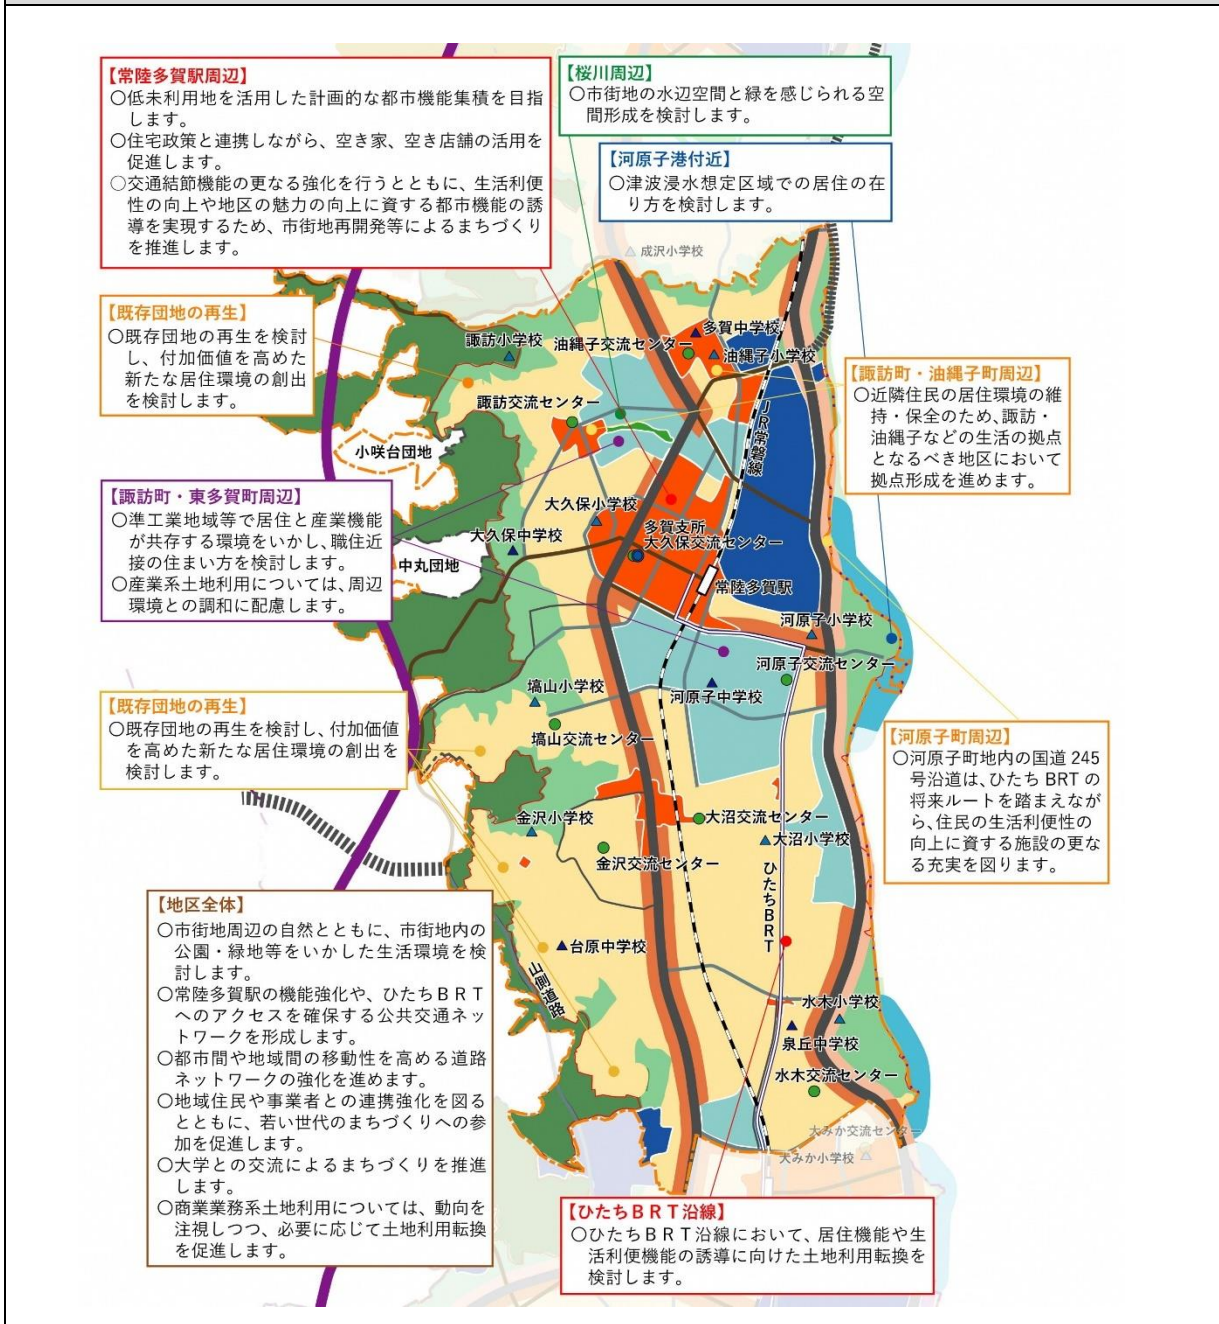 【常陸多賀駅周辺】
○低未利用地を活用した計画的な都市機能集積を目指
します。
○住宅政策と連携しながら、空き家、空き店舗の活用を
促進します。
○交通結節機能の更なる強化を行うとともに、生活利便
性の向上や地区の魅力の向上に資する都市機能の誘
導を実現するため、市街地再開発等によるまちづくり
を推進します。
【桜川周辺】
○市街地の水辺空間と緑を感じられる空
間形成を検討します。
【河原子港付近】
○津波浸水想定区域での居住の在
り方を検討します。
成沢小学校
【既存団地の再生】
○既存団地の再生を検討
し、付加価値を高めた
新たな居住環境の創出
を検討します。
諏訪小学校
多賀中学校
油縄子交流センター
油縄子小学校
諏訪交流センター
JR常磐線
【諏訪町・油縄子町周辺】
○近隣住民の居住環境の維
持・保全のため、諏訪・
油縄子などの生活の拠点
となるべき地区において
拠点形成を進めます。
小咲台団地
【諏訪町・東多賀町周辺】
○準工業地域等で居住と産業機能
が共存する環境をいかし、職住近
接の住まい方を検討します。
○産業系土地利用については、周辺
環境との調和に配慮します。
大久保小学校
大久保中学校
多賀支所
大久保交流センター
中丸団地
常陸多賀駅
河原子小学校
河原子交流センター
河原子中学校
塙山小学校
塙山交流センター
【既存団地の再生】
○既存団地の再生を検討し、付加価値
を高めた新たな居住環境の創出を
検討します。
【河原子町周辺】
○河原子町地内の国道 245
号沿道は、ひたち BRT の
将来ルートを踏まえなが
ら、住民の生活利便性の
向上に資する施設の更な
る充実を図ります。
金沢小学校
大沼交流センター
大沼小学校
金沢交流センター
ひたちBRT
台原中学校
山側道路
【地区全体】
○市街地周辺の自然とともに、市街地内の
公園・緑地等をいかした生活環境を検
討します。
○常陸多賀駅の機能強化や、ひたちBRT
へのアクセスを確保する公共交通ネッ
トワークを形成します。
○都市間や地域間の移動性を高める道路
ネットワークの強化を進めます。
○地域住民や事業者との連携強化を図る
とともに、若い世代のまちづくりへの参
加を促進します。
○大学との交流によるまちづくりを推進
します。
○商業業務系土地利用については、動向を
注視しつつ、必要に応じて土地利用転換
を促進します。
水木小学校
泉丘中学校
水木交流センター
大みか交流センター
大みか小学校
【ひたちBRT沿線】
○ひたちBRT沿線において、居住機能や生
活利便機能の誘導に向けた土地利用転換を
検討します。